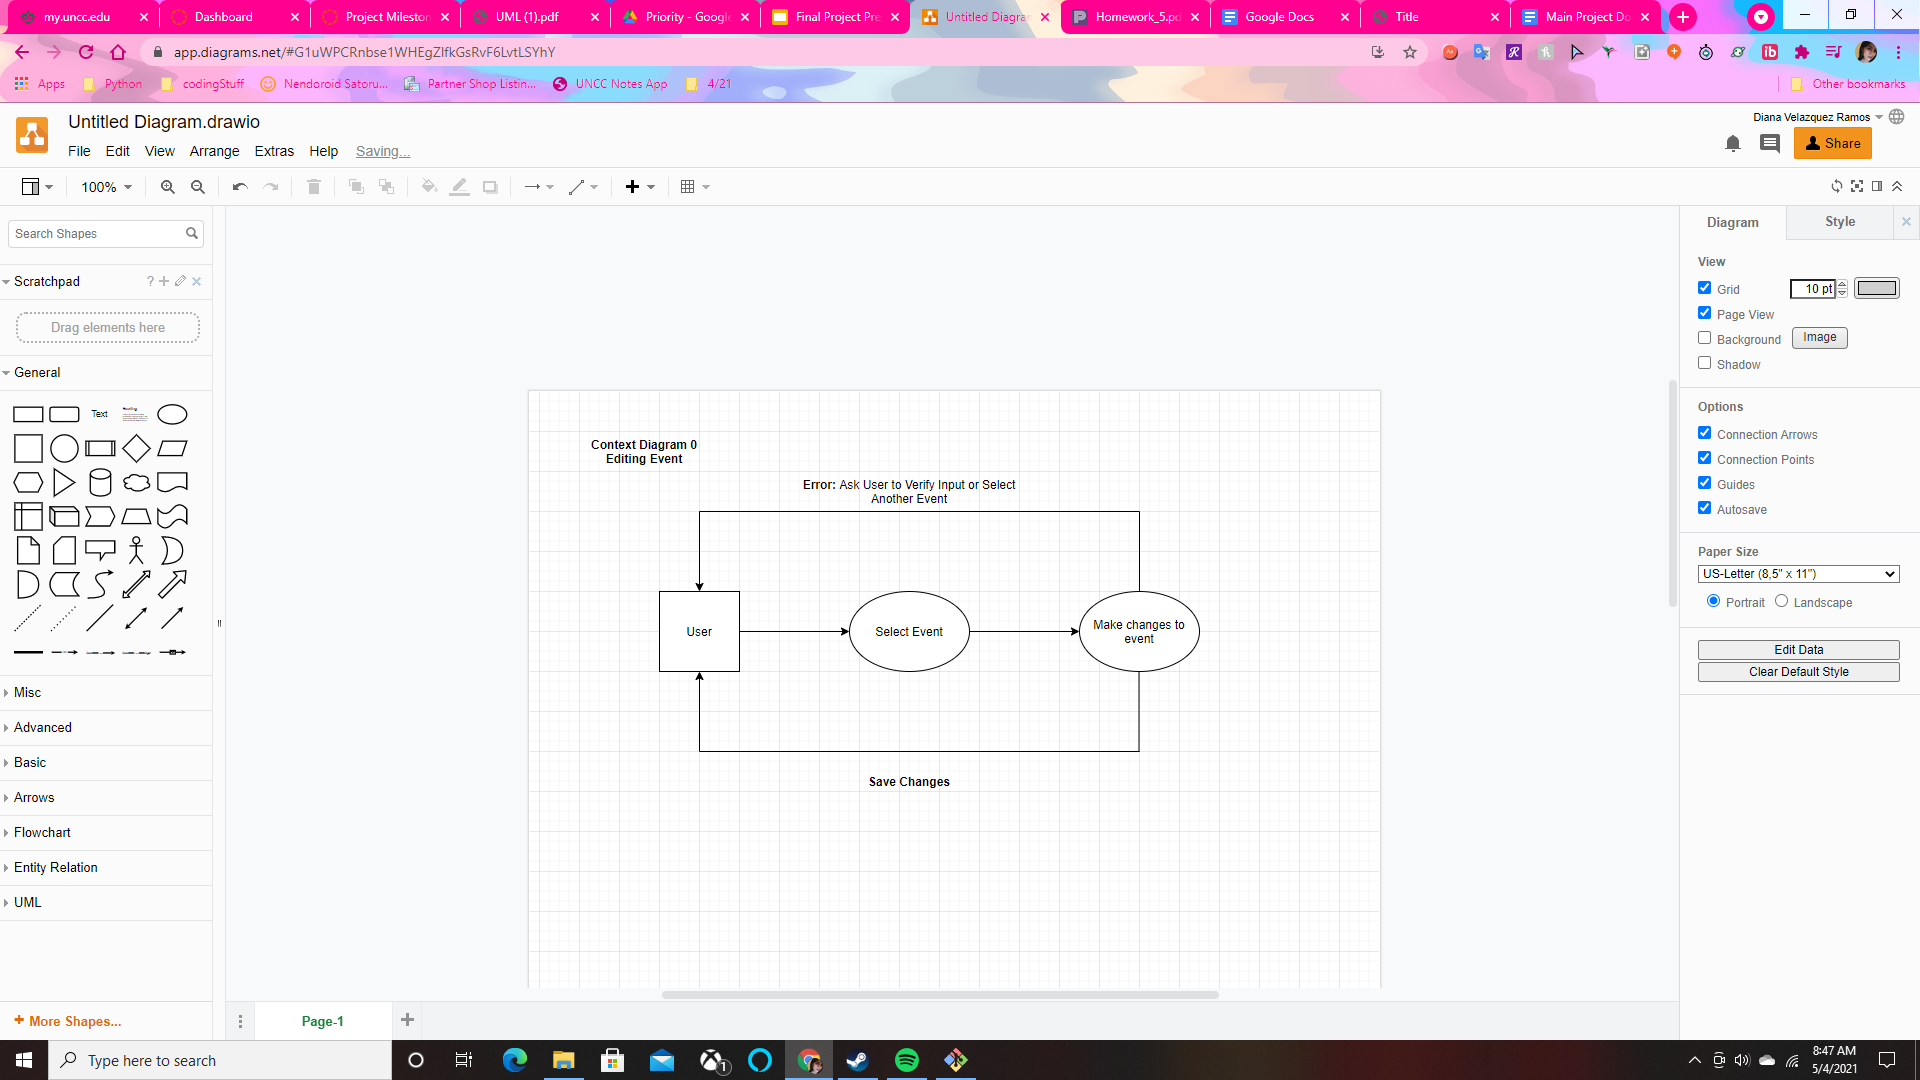 my.uncc.edu
Dashboard
Project Mileston
UML (1).pdf
Priority - Google
Final Project Pre
Untitled Diagra
Homework_5.pd
Google Docs
Title
Main Project Do
app.diagrams.net/#G1uWPCRnbse1WHEgZIfkGsRvF6LvtLSYhY
Apps
Python
codingStuff
Nendoroid Satoru...
Partner Shop Listin...
UNCC Notes App
4/21
Other bookmarks
Untitled Diagram.drawio
Diana Velazquez Ramos
File Edit View Arrange Extras Help Saving...
Share
100%
Search Shapes
Scratchpad
?
Drag elements here
General
Text
Heading
Misc
Advanced
Basic
Arrows
Flowchart
Entity Relation
UML
+ More Shapes...
Context Diagram 0
Editing Event
Error: Ask User to Verify Input or Select
Another Event
User
Select Event
Make changes to
event
Save Changes
Page-1
Diagram
Style
View
Grid
10 pt
Page View
Background
Image
Shadow
Options
Connection Arrows
Connection Points
Guides
Autosave
Paper Size
US-Letter (8,5" x 11")
Portrait
Landscape
Edit Data
Clear Default Style
Type here to search
1
8:47 AM
5/4/2021